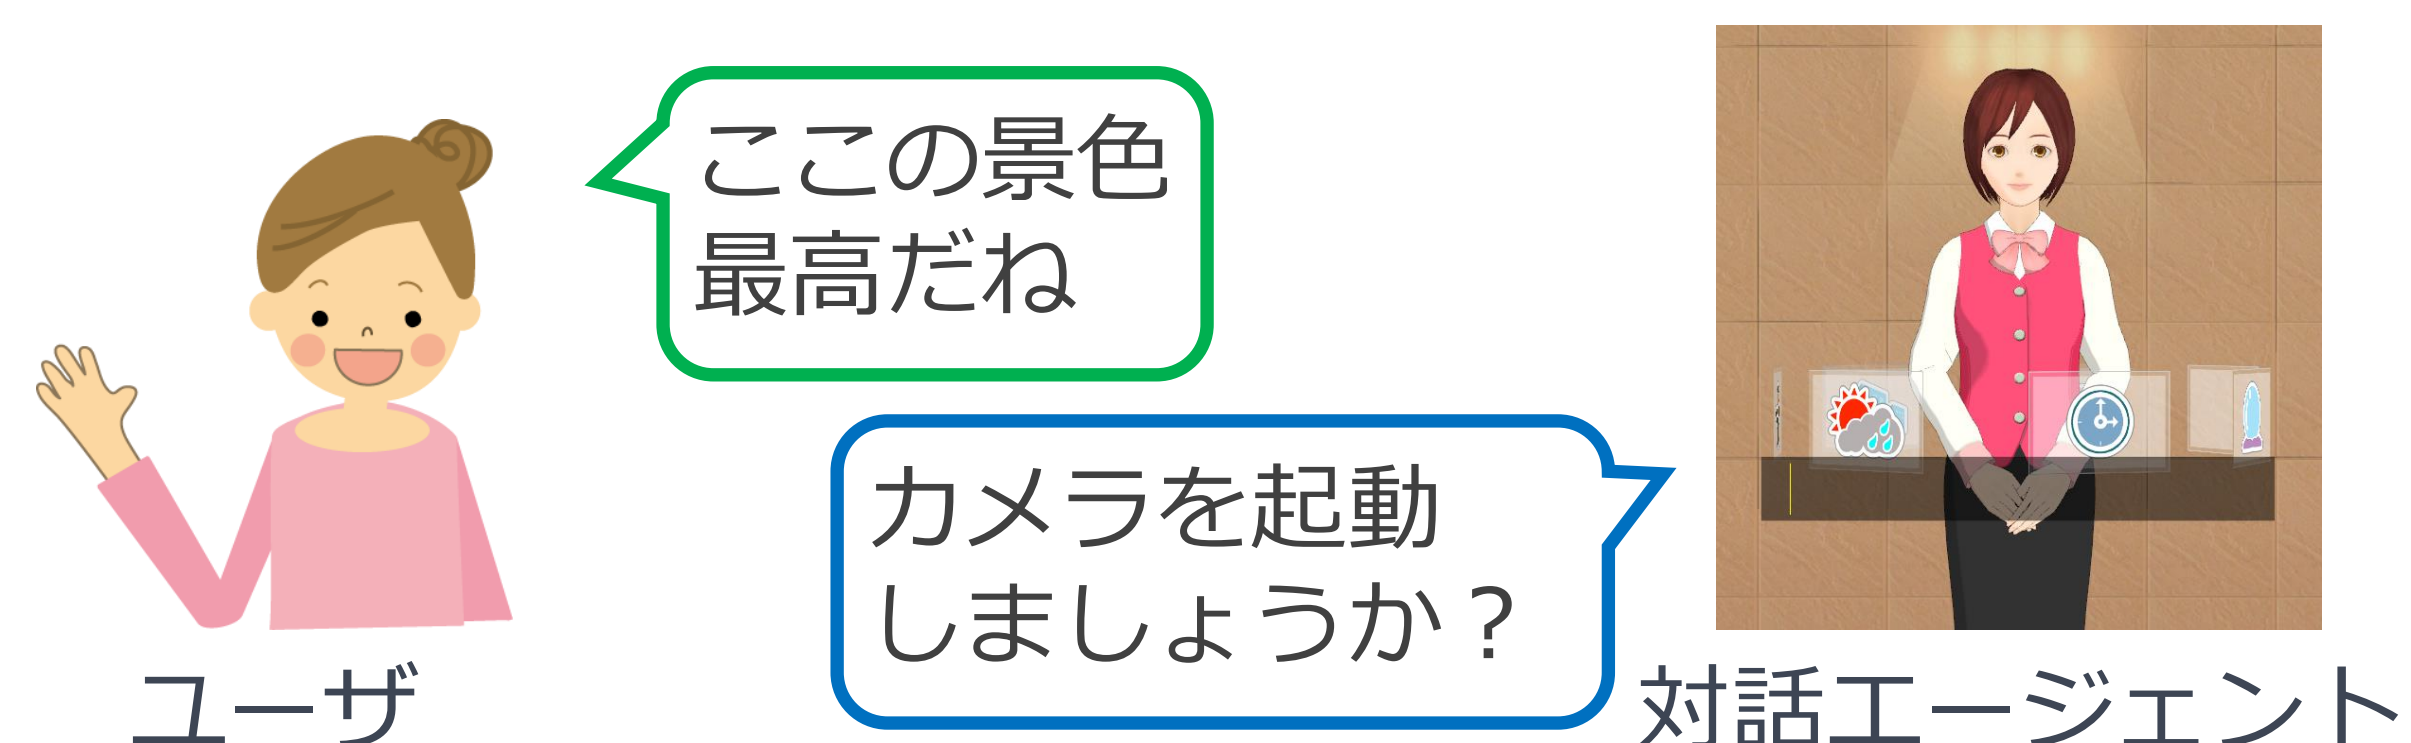 ここの景色
最高だね
カメラを起動
しましょうか？
ユーザ
対話エージェント